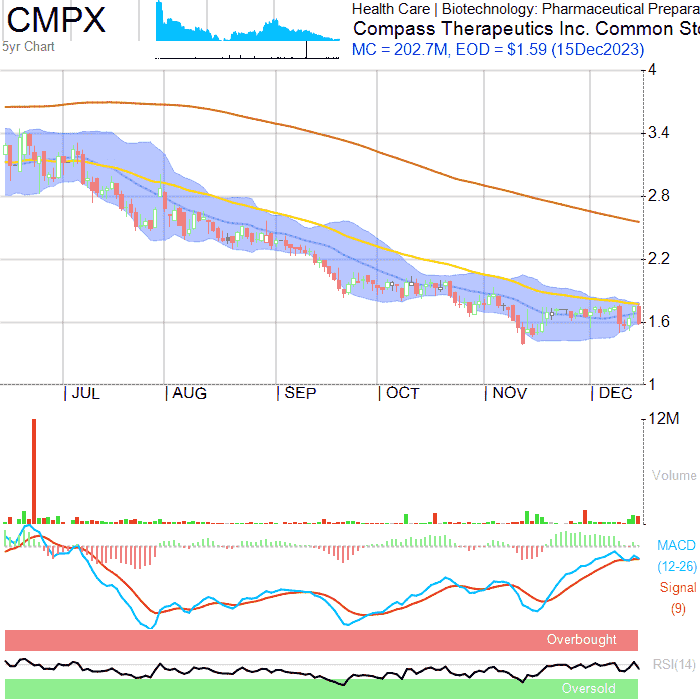 CMPX
5yr Chart
Health Care | Biotechnology: Pharmaceutical Prepara
Compass Therapeutics Inc. Common Sto
MC = 202.7M, EOD = $1.59 (15Dec2023)
4
3.4
2.8
2.2
1.6
1
| JUL | AUG | SEP | OCT | NOV | DEC
12M
Volume
MACD
(12-26)
Signal
(9)
Overbought
RSI(14)
Oversold